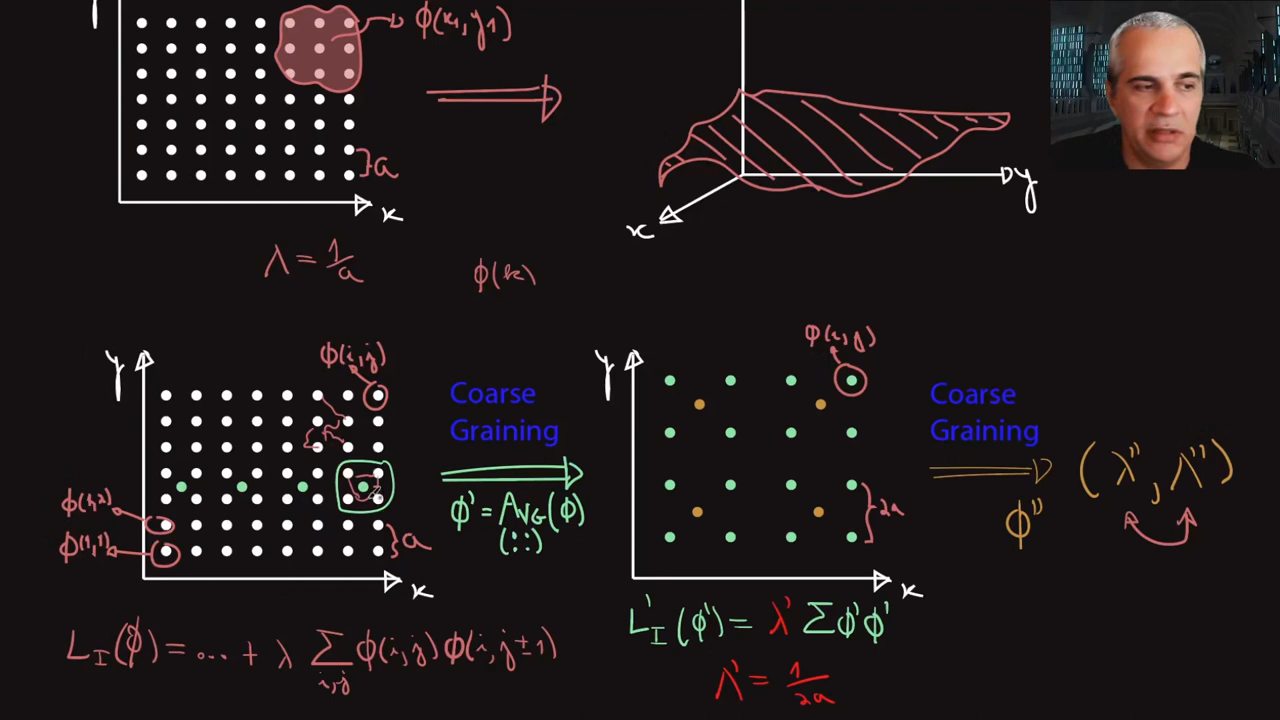 ϕ(x1, y1)
}a
x
x
y
Λ = 1/a
ϕ(k)
Y
ϕ(i,j)
Coarse
Graining
ϕ' = AVG(ϕ)
(::)
ϕ(1,2)
ϕ(1,1)
}a
x
L_I(ϕ) = ... + λ ∑_{i,j} ϕ(i,j) ϕ(i, j±1)
Y
ϕ(i,j)
}2a
x
L'_I(ϕ') = λ' ∑ϕ'ϕ'
Λ' = 1/2a
Coarse
Graining
ϕ''
(λ'', Λ'')